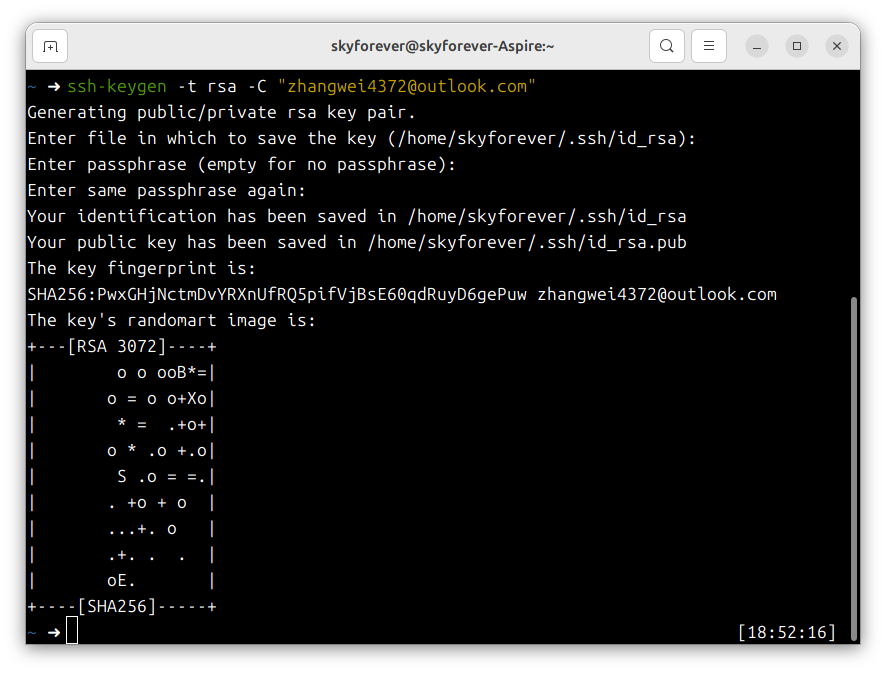 skyforever@skyforever-Aspire:~
~ ➜ ssh-keygen -t rsa -C "zhangwei4372@outlook.com"
Generating public/private rsa key pair.
Enter file in which to save the key (/home/skyforever/.ssh/id_rsa):
Enter passphrase (empty for no passphrase):
Enter same passphrase again:
Your identification has been saved in /home/skyforever/.ssh/id_rsa
Your public key has been saved in /home/skyforever/.ssh/id_rsa.pub
The key fingerprint is:
SHA256:PwxGHjNctmDvYRXnUfRQ5pifVjBsE60qdRuyD6gePuw zhangwei4372@outlook.com
The key's randomart image is:
+---[RSA 3072]----+
|        o o ooB*=|
|       o = o o+Xo|
|        * =  .+o+|
|       o * .o +.o|
|        S .o = =.|
|       . +o + o  |
|       ...+. o   |
|       .+. .  .  |
|       oE.       |
+----[SHA256]-----+
~ ➜ [18:52:16]